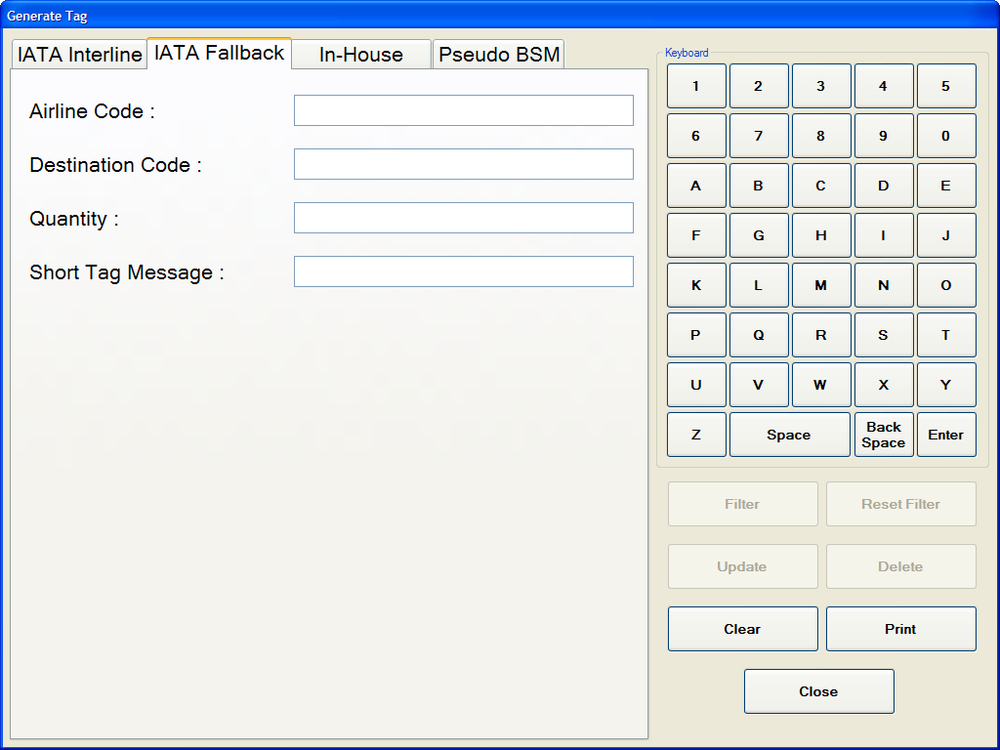 Generate Tag
IATA Interline IATA Fallback In-House Pseudo BSM
Airline Code :
Destination Code :
Quantity :
Short Tag Message :
Keyboard
1 2 3 4 5
6 7 8 9 0
A B C D E
F G H I J
K L M N O
P Q R S T
U V W X Y
Z Space Back Space Enter
Filter Reset Filter
Update Delete
Clear Print
Close